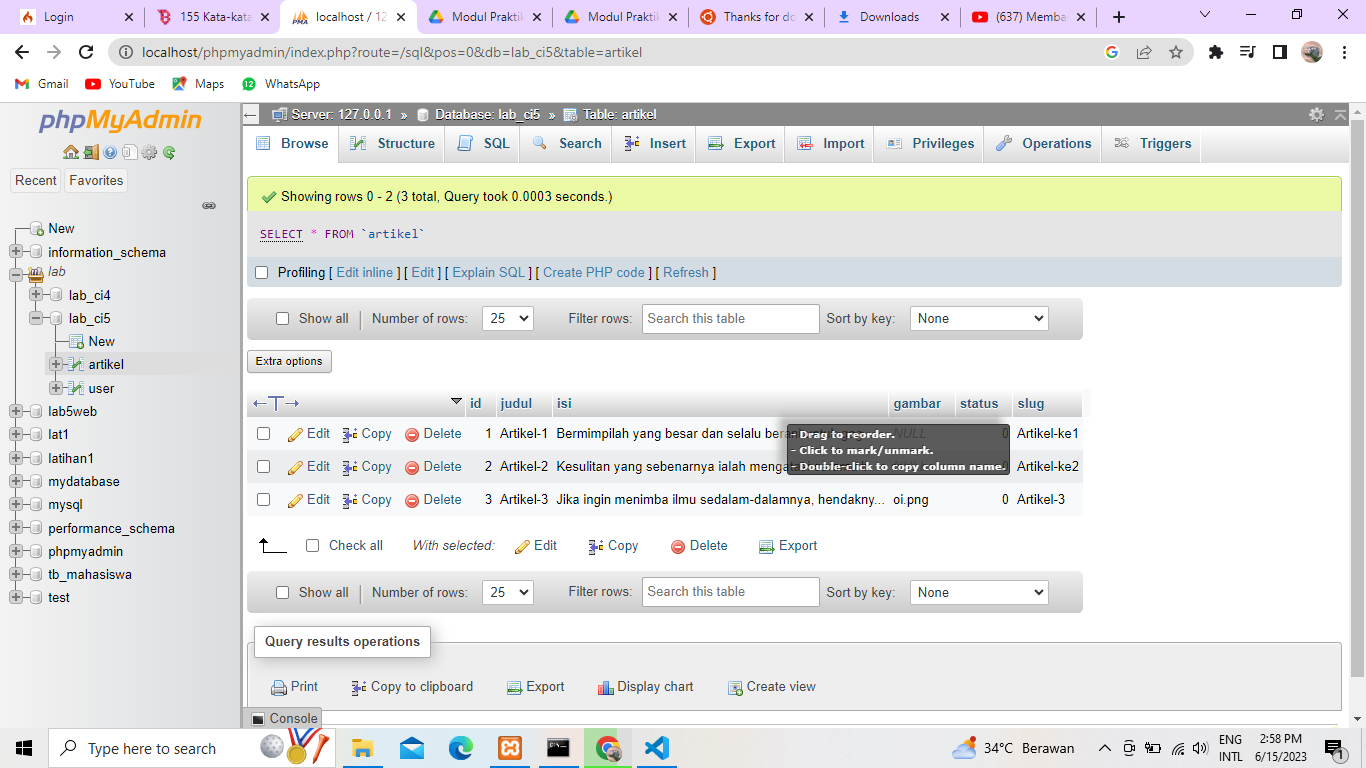 Login
155 Kata-kata
localhost / 12
Modul Praktik
Modul Praktik
Thanks for do
Downloads
(637) Memba
localhost/phpmyadmin/index.php?route=/sql&pos=0&db=lab_ci5&table=artikel
Gmail YouTube Maps 12 WhatsApp
phpMyAdmin
Recent Favorites
New
information_schema
lab
lab_ci4
lab_ci5
New
artikel
user
lab5web
lat1
latihan1
mydatabase
mysql
performance_schema
phpmyadmin
tb_mahasiswa
test
Server: 127.0.0.1 » Database: lab_ci5 » Table: artikel
Browse Structure SQL Search Insert Export Import Privileges Operations Triggers
Showing rows 0 - 2 (3 total, Query took 0.0003 seconds.)
SELECT * FROM `artikel`
Profiling [ Edit inline ] [ Edit ] [ Explain SQL ] [ Create PHP code ] [ Refresh ]
Show all Number of rows: 25 Filter rows: Search this table Sort by key: None
Extra options
id judul isi gambar status slug
Edit Copy Delete 1 Artikel-1 Bermimpilah yang besar dan selalu NULL 0 Artikel-ke1
Edit Copy Delete 2 Artikel-2 Kesulitan yang sebenarnya ialah Artikel-ke2
Edit Copy Delete 3 Artikel-3 Jika ingin menimba ilmu sedalam-dalamnya, hendakny... oi.png 0 Artikel-3
- Drag to reorder.
- Click to mark/unmark.
- Double-click to copy column name.
Check all With selected: Edit Copy Delete Export
Show all Number of rows: 25 Filter rows: Search this table Sort by key: None
Query results operations
Print Copy to clipboard Export Display chart Create view
Console
Type here to search
34°C Berawan
ENG
INTL
2:58 PM
6/15/2023
1